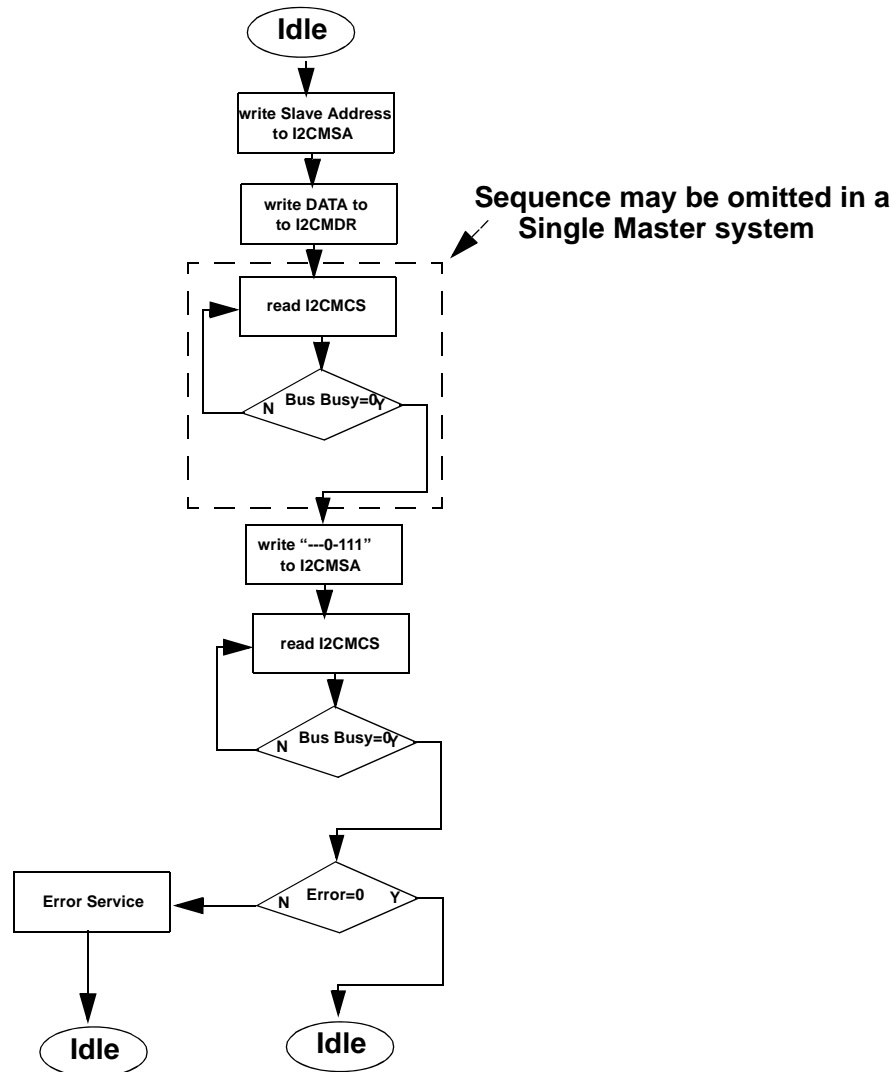 Idle
write Slave Address
to I2CMSA
write DATA to
to I2CMDR
Sequence may be omitted in a
Single Master system
read I2CMCS
N
Bus Busy=0
Y
write “---0-111”
to I2CMSA
read I2CMCS
N
Bus Busy=0
Y
Error Service
N
Error=0
Y
Idle
Idle